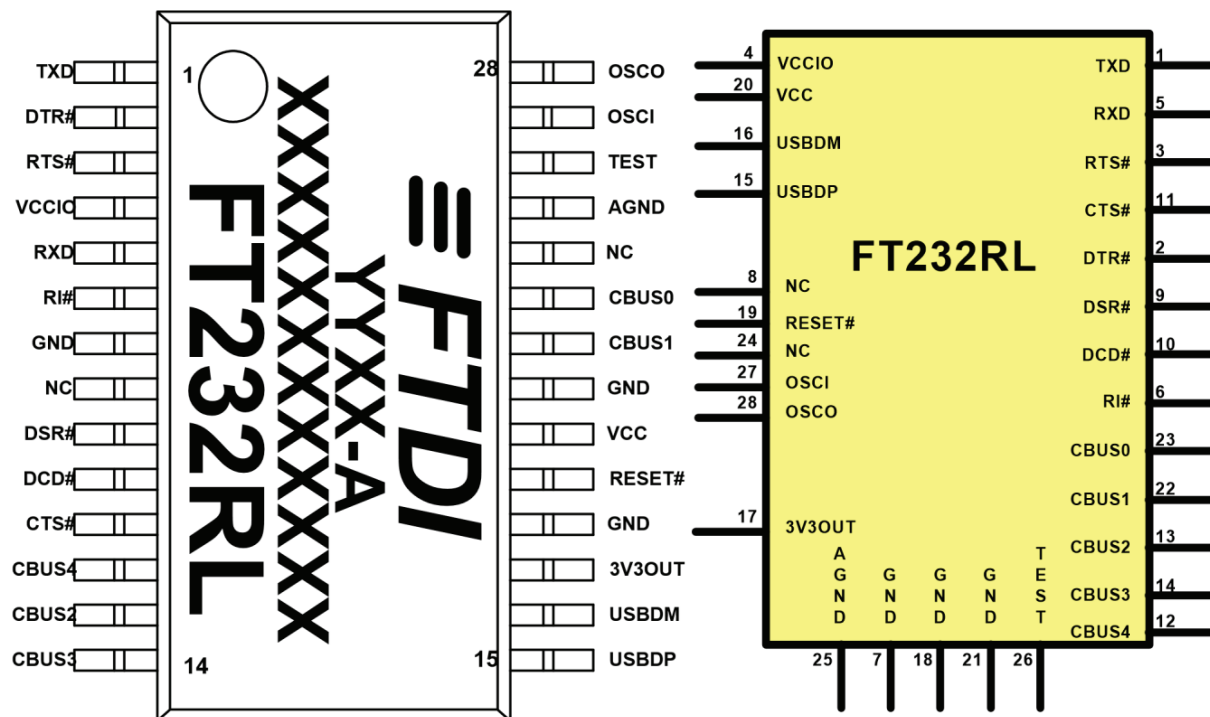 TXD
DTR#
RTS#
VCCIO
RXD
RI#
GND
NC
DSR#
DCD#
CTS#
CBUS4
CBUS2
CBUS3
1
28
14
15
FT232RL
XXXXXXXXXXXX
YYXX-A
FTDI
OSCO
OSCI
TEST
AGND
NC
CBUS0
CBUS1
GND
VCC
RESET#
GND
3V3OUT
USBDM
USBDP
4 VCCIO
20 VCC
16 USBDM
15 USBDP
8 NC
19 RESET#
24 NC
27 OSCI
28 OSCO
17 3V3OUT
FT232RL
TXD 1
RXD 5
RTS# 3
CTS# 11
DTR# 2
DSR# 9
DCD# 10
RI# 6
CBUS0 23
CBUS1 22
CBUS2 13
CBUS3 14
CBUS4 12
AGND
GND
GND
GND
TEST
25 7 18 21 26